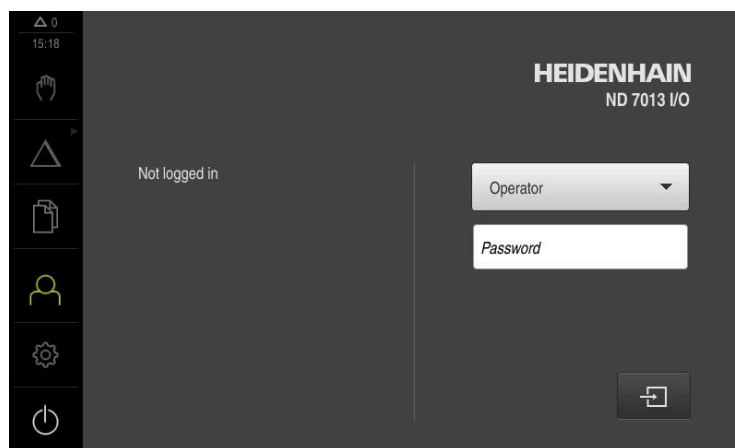 0
15:18
HEIDENHAIN
ND 7013 I/O
Not logged in
Operator
Password